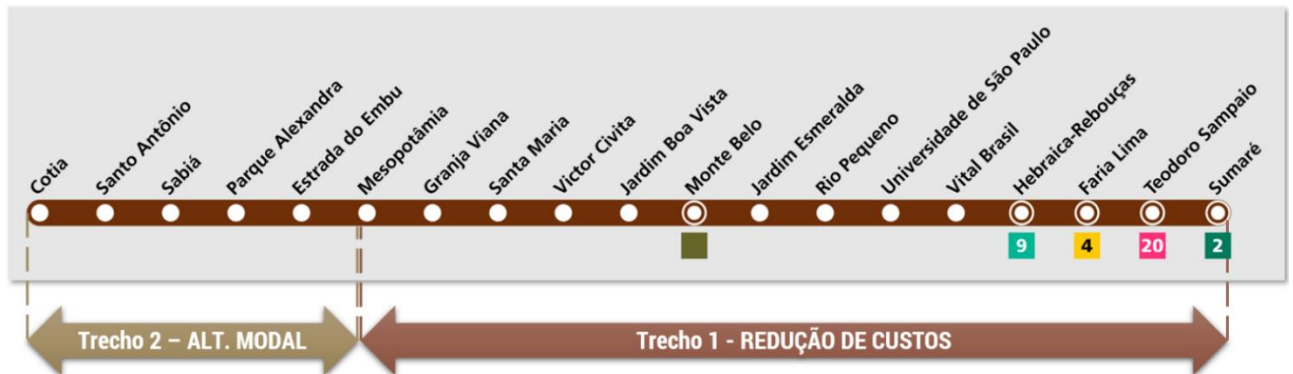 Cotia
Santo Antônio
Sabiá
Parque Alexandra
Estrada do Embu
Mesopotâmia
Granja Viana
Santa Maria
Victor Civita
Jardim Boa Vista
Monte Belo
Jardim Esmeralda
Rio Pequeno
Universidade de São Paulo
Vital Brasil
Hebraica-Rebouças
Faria Lima
Teodoro Sampaio
Sumaré
9 4 20 2
Trecho 2 – ALT. MODAL
Trecho 1 - REDUÇÃO DE CUSTOS